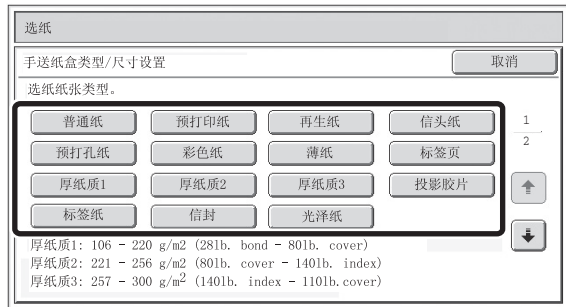 选纸
手送纸盒类型/尺寸设置 取消
选纸纸张类型。
普通纸 预打印纸 再生纸 信头纸 1
预打孔纸 彩色纸 薄纸 标签页 2
厚纸质1 厚纸质2 厚纸质3 投影胶片
标签纸 信封 光泽纸
厚纸质1: 106 - 220 g/m2 (28lb. bond - 80lb. cover)
厚纸质2: 221 - 256 g/m2 (80lb. cover - 140lb. index)
厚纸质3: 257 - 300 g/m2 (140lb. index - 110lb.cover)